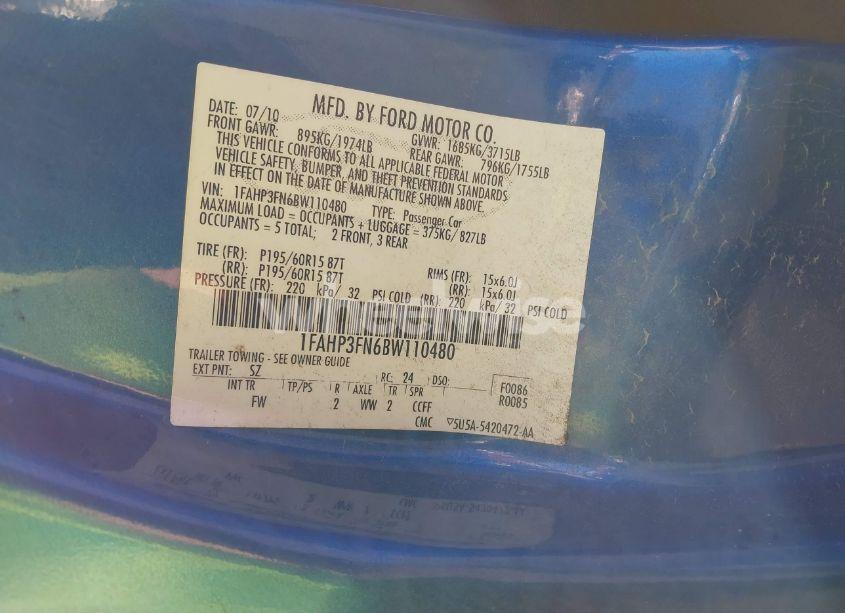 MFD. BY FORD MOTOR CO.
DATE: 07/10 GVWR: 1685KG/3715LB
FRONT GAWR: 895KG/1974LB REAR GAWR: 796KG/1755LB
THIS VEHICLE CONFORMS TO ALL APPLICABLE FEDERAL MOTOR
VEHICLE SAFETY, BUMPER, AND THEFT PREVENTION STANDARDS
IN EFFECT ON THE DATE OF MANUFACTURE SHOWN ABOVE.
VIN: 1FAHP3FN6BW110480 TYPE: Passenger Car
MAXIMUM LOAD = OCCUPANTS + LUGGAGE = 375KG/827LB
OCCUPANTS = 5 TOTAL; 2 FRONT, 3 REAR
TIRE (FR): P195/60R15 87T RIMS (FR): 15x6.0J
(RR): P195/60R15 87T (RR): 15x6.0J
PRESSURE (FR): 220 kPa/ 32 PSI COLD (RR): 220 kPa/ 32 PSI COLD
1FAHP3FN6BW110480
TRAILER TOWING - SEE OWNER GUIDE
EXT PNT: SZ RC: 24 DSO: F0086
INT TR TP/PS R AXLE TR SPR R0085
FW 2 WW 2 CCFF
CMC ▽5U5A-5420472-AA